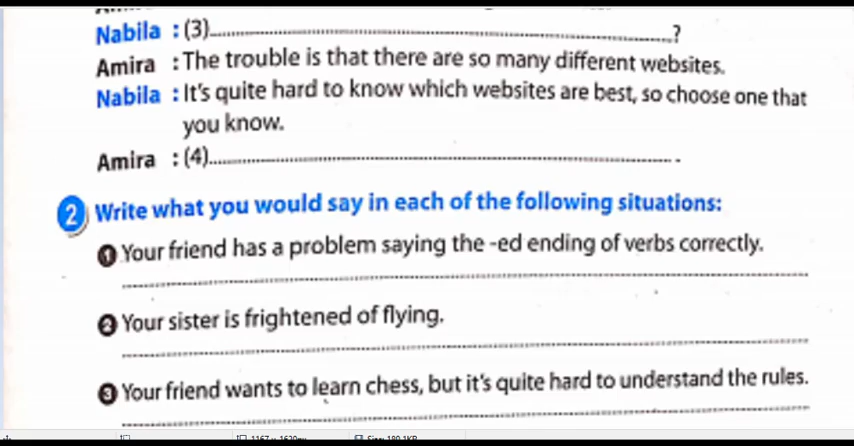 Nabila : (3)..........................................................?
Amira : The trouble is that there are so many different websites.
Nabila : It's quite hard to know which websites are best, so choose one that
you know.
Amira : (4)...........................................................
2 Write what you would say in each of the following situations:
1 Your friend has a problem saying the -ed ending of verbs correctly.
2 Your sister is frightened of flying.
3 Your friend wants to learn chess, but it's quite hard to understand the rules.